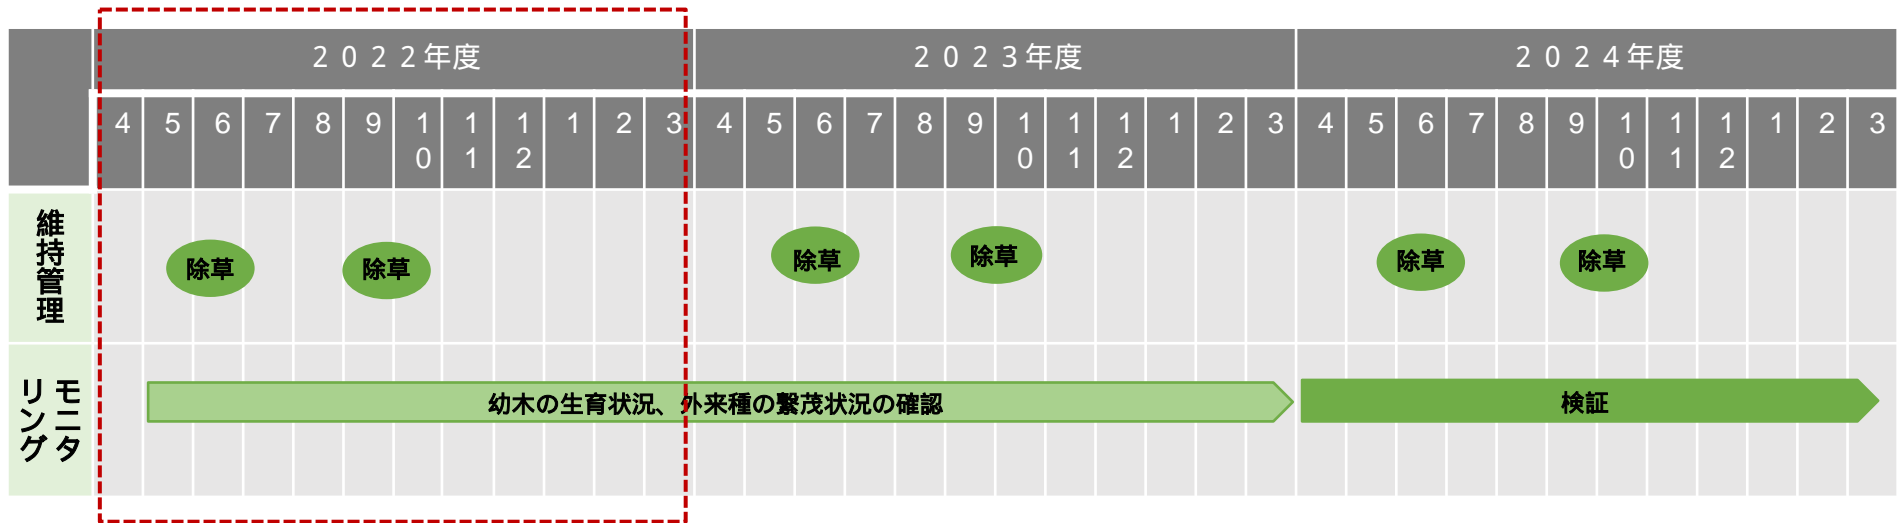 ２０２２年度
２０２３年度
２０２４年度
4 5 6 7 8 9 10 11 12 1 2 3 4 5 6 7 8 9 10 11 12 1 2 3 4 5 6 7 8 9 10 11 12 1 2 3
維持管理
除草
除草
除草
除草
除草
除草
モニタリング
幼木の生育状況、外来種の繫茂状況の確認
検証